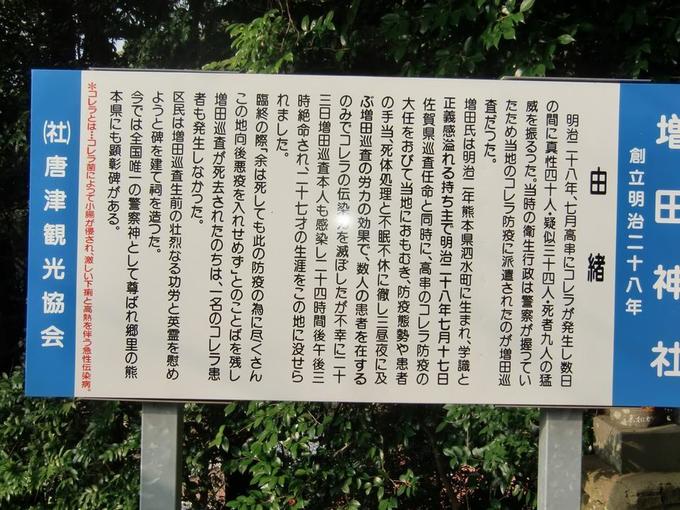 増田神社
創立明治二十八年
由緒
明治二十八年、七月高串にコレラが発生し数日
の間に真性四十人・疑似三十四人・死者九人の猛
威を振るつた。当時の衛生行政は警察が握つてい
たため当地のコレラ防疫に派遣されたのが増田巡
査だつた。
増田氏は明治二年熊本県泗水町に生まれ、学識と
正義感溢れる持ち主で明治二十八年七月十七日
佐賀県巡査任命と同時に、高串のコレラ防疫の
大任をおびて当地におもむき、防疫態勢や患者
の手当、死体処理と不眠不休に徹し三昼夜に及
ぶ増田巡査の労力の効果で、数人の患者を在する
のみでコレラの伝染を滅ぼしたが不幸に二十
三日増田巡査本人も感染し二十四時間後午後三
時絶命され、二十七才の生涯をこの地に没せら
れました。
臨終の際、「余は死しても此の防疫の為に尽くさん
この地向後悪疫を入れせめず」とのことばを残し
増田巡査が死去されたのちは、一名のコレラ患
者も発生しなかつた。
区民は増田巡査生前の壮烈なる功労と英霊を慰め
ようと碑を建て祠を造つた。
今では全国唯一の警察神として尊ばれ郷里の熊
本県にも顕彰碑がある。
※コレラとは…コレラ菌によつて小腸が侵され、激しい下痢と高熱を伴う急性伝染病。
(社)唐津観光協会